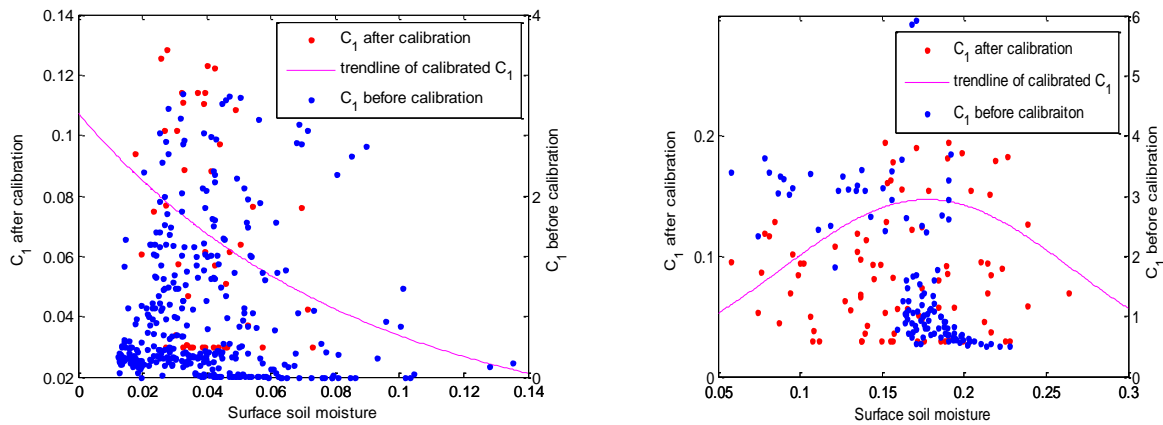 0.14
0.12
0.1
0.08
0.06
0.04
0.02
C1 after calibration
0 0.02 0.04 0.06 0.08 0.1 0.12 0.14
Surface soil moisture
4
2
0
C1 before calibration
C1 after calibration
trendline of calibrated C1
C1 before calibration
0.2
0.1
0
C1 after calibration
0.05 0.1 0.15 0.2 0.25 0.3
Surface soil moisture
6
5
4
3
2
1
0
C1 before calibration
C1 after calibration
trendline of calibrated C1
C1 before calibraiton